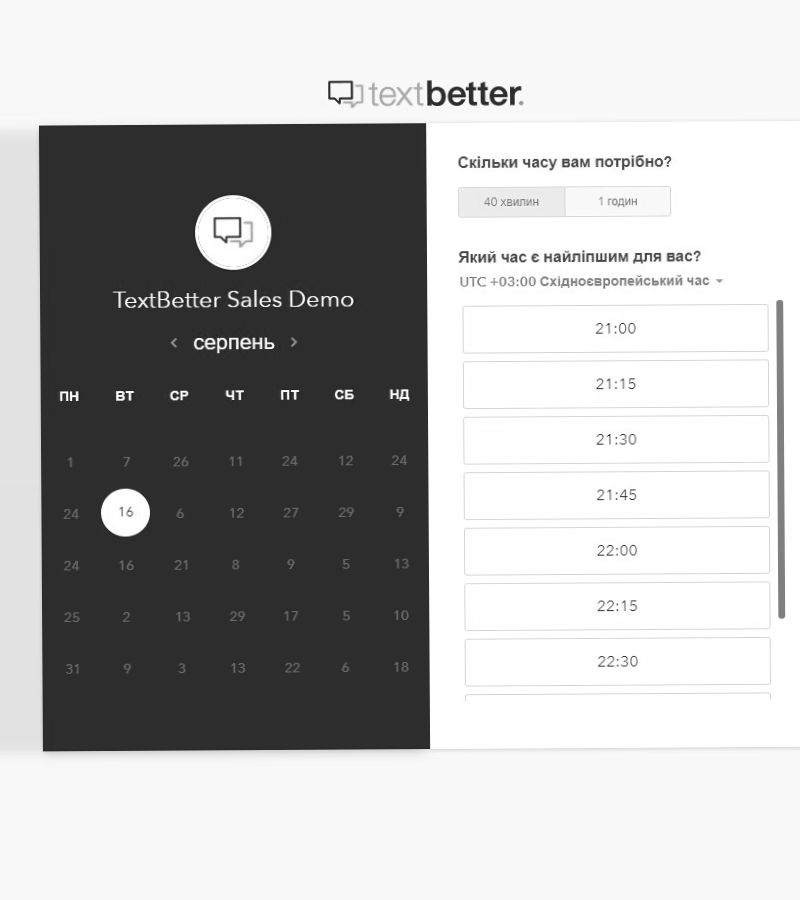 textbetter.
TextBetter Sales Demo
серпень
ПН ВТ СР ЧТ ПТ СБ НД
1 7 26 11 24 12 24
24 16 6 12 27 29 9
24 16 21 8 9 5 13
25 2 13 29 17 5 10
31 9 3 13 22 6 18
Скільки часу вам потрібно?
40 хвилин 1 годин
Який час є найліпшим для вас?
UTC +03:00 Східноєвропейський час
21:00
21:15
21:30
21:45
22:00
22:15
22:30